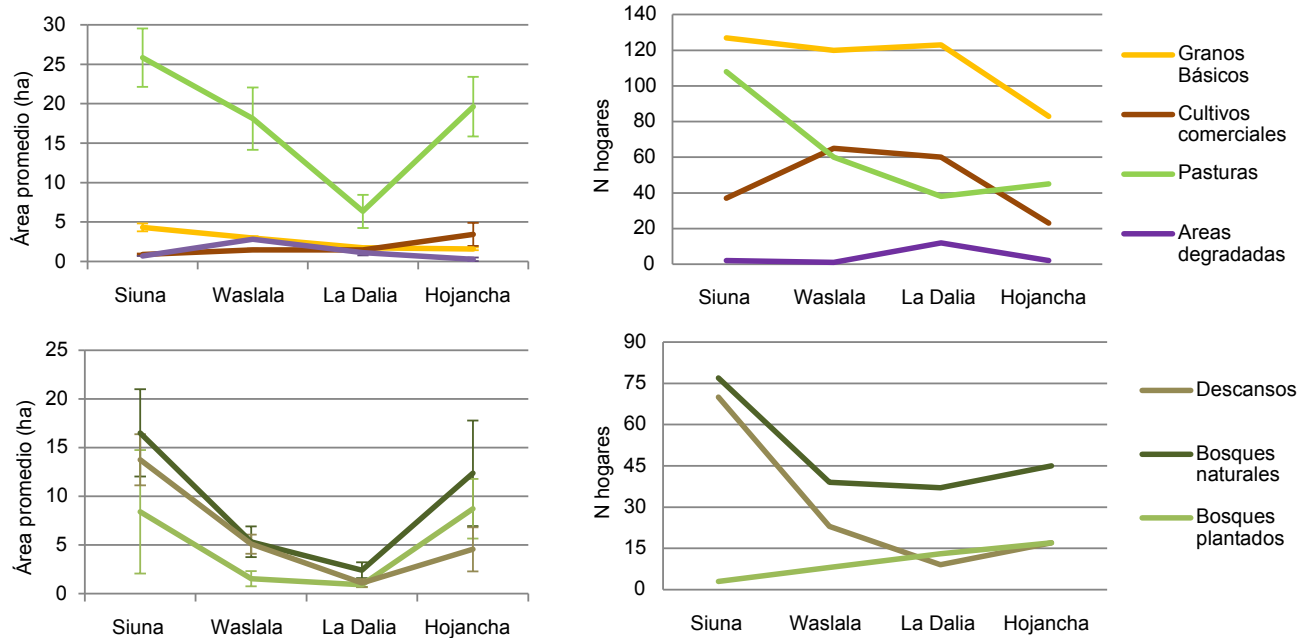 Área promedio (ha)
30
25
20
15
10
5
0
Siuna Waslala La Dalia Hojancha
N hogares
140
120
100
80
60
40
20
0
Siuna Waslala La Dalia Hojancha
Granos
Básicos
Cultivos
comerciales
Pasturas
Areas
degradadas
Área promedio (ha)
25
20
15
10
5
0
Siuna Waslala La Dalia Hojancha
N hogares
90
75
60
45
30
15
0
Siuna Waslala La Dalia Hojancha
Descansos
Bosques
naturales
Bosques
plantados